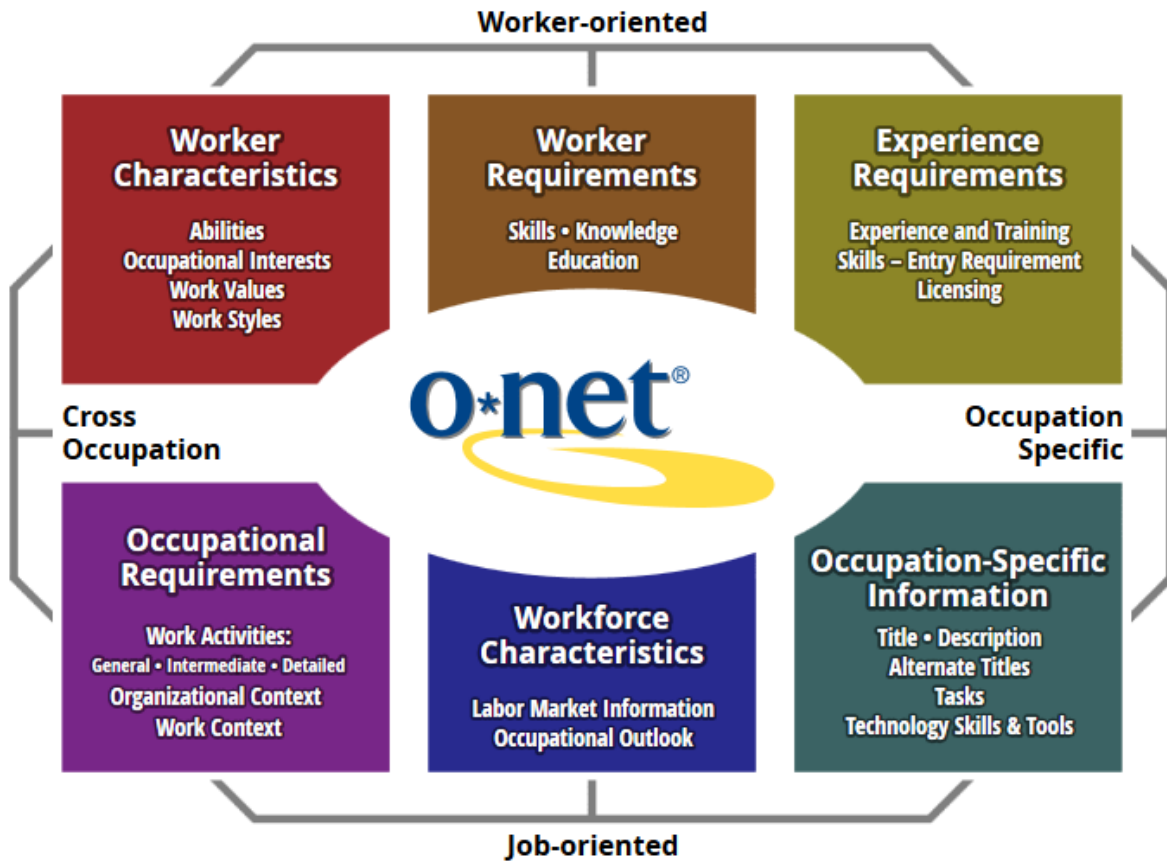 Worker-oriented
Worker
Characteristics
Abilities
Occupational Interests
Work Values
Work Styles
Worker
Requirements
Skills • Knowledge
Education
Experience
Requirements
Experience and Training
Skills – Entry Requirement
Licensing
Cross
Occupation
o*net®
Occupation
Specific
Occupational
Requirements
Work Activities:
General • Intermediate • Detailed
Organizational Context
Work Context
Workforce
Characteristics
Labor Market Information
Occupational Outlook
Occupation-Specific
Information
Title • Description
Alternate Titles
Tasks
Technology Skills & Tools
Job-oriented